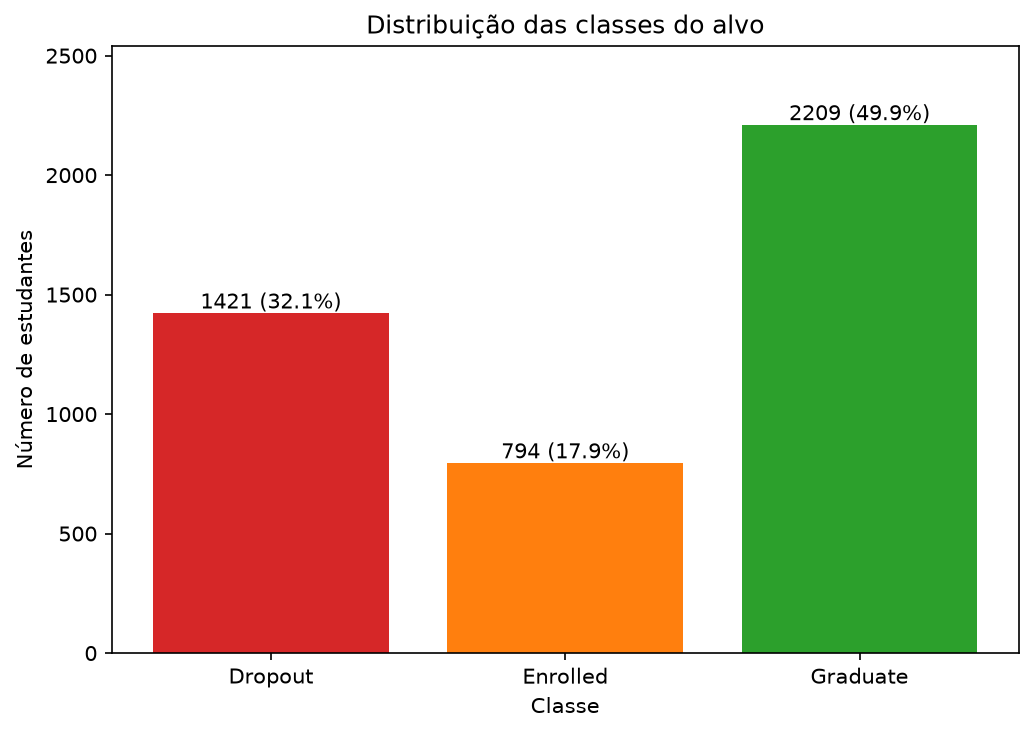 Distribuição das classes do alvo
Número de estudantes
2500
2000
1500
1000
500
0
1421 (32.1%)
794 (17.9%)
2209 (49.9%)
Dropout
Enrolled
Graduate
Classe